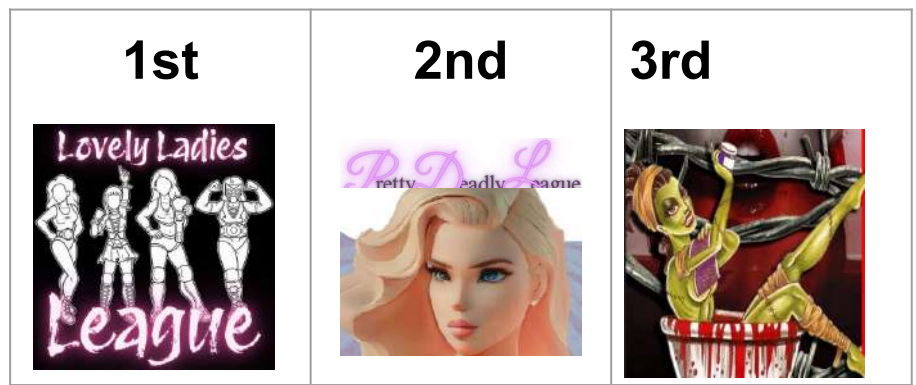 1st
2nd
3rd
Lovely Ladies
League
Pretty Deadly League